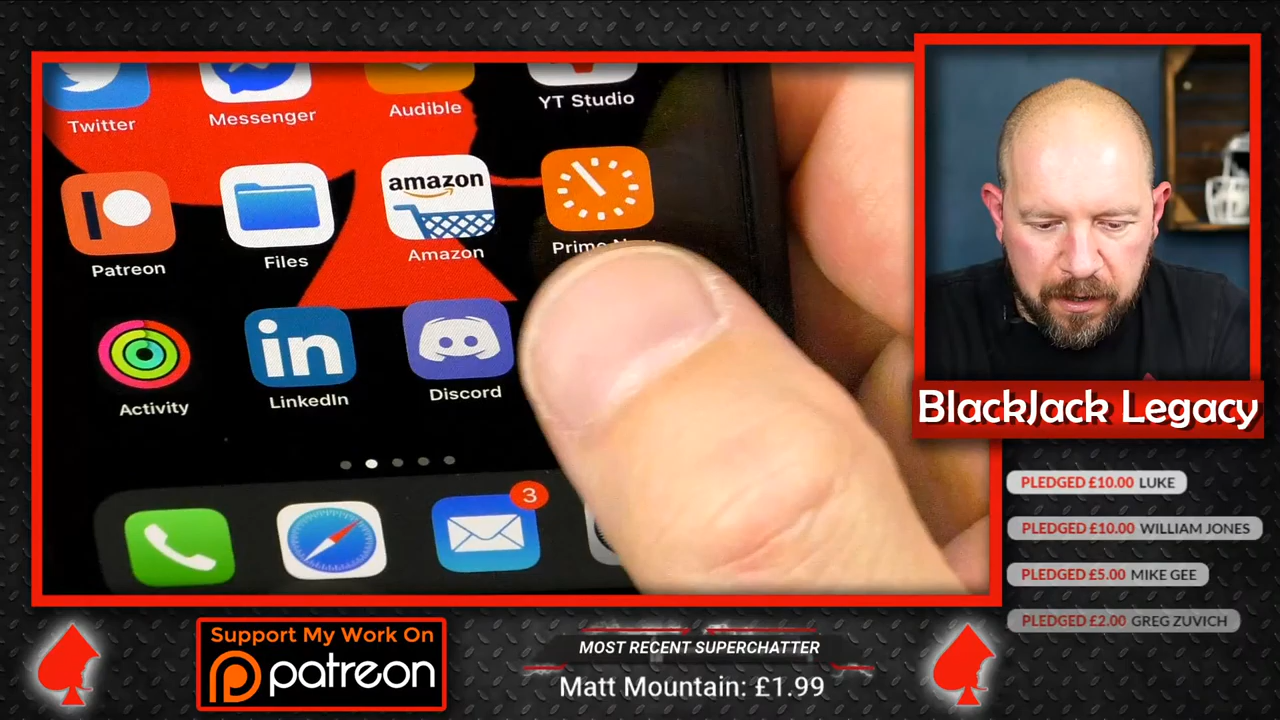 Twitter
Messenger
Audible
YT Studio
Patreon
Files
amazon
Amazon
Prime
Activity
in
LinkedIn
Discord
3
BlackJack Legacy
PLEDGED £10.00 LUKE
PLEDGED £10.00 WILLIAM JONES
PLEDGED £5.00 MIKE GEE
PLEDGED £2.00 GREG ZUVICH
Support My Work On
patreon
MOST RECENT SUPERCHATTER
Matt Mountain: £1.99